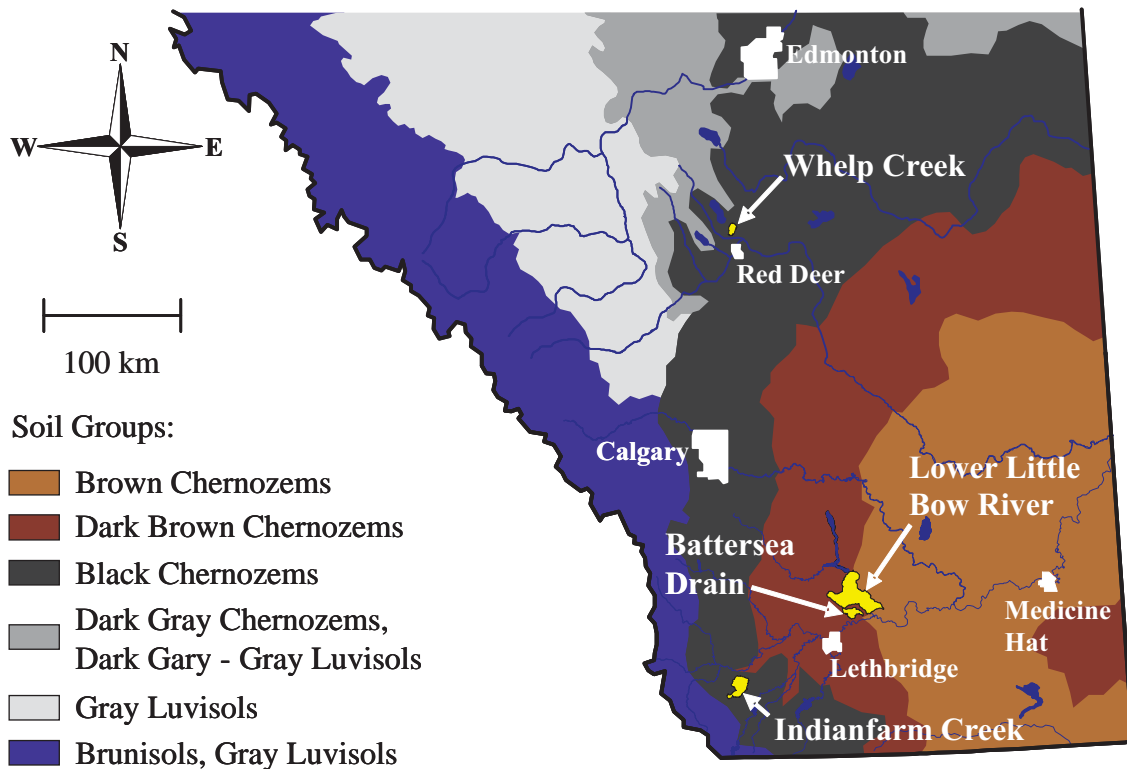 Edmonton
N
W
E
S
Whelp Creek
Red Deer
100 km
Soil Groups:
Brown Chernozems
Dark Brown Chernozems
Black Chernozems
Dark Gray Chernozems,
Dark Gary - Gray Luvisols
Gray Luvisols
Brunisols, Gray Luvisols
Calgary
Lower Little
Bow River
Battersea
Drain
Medicine
Hat
Lethbridge
Indianfarm Creek